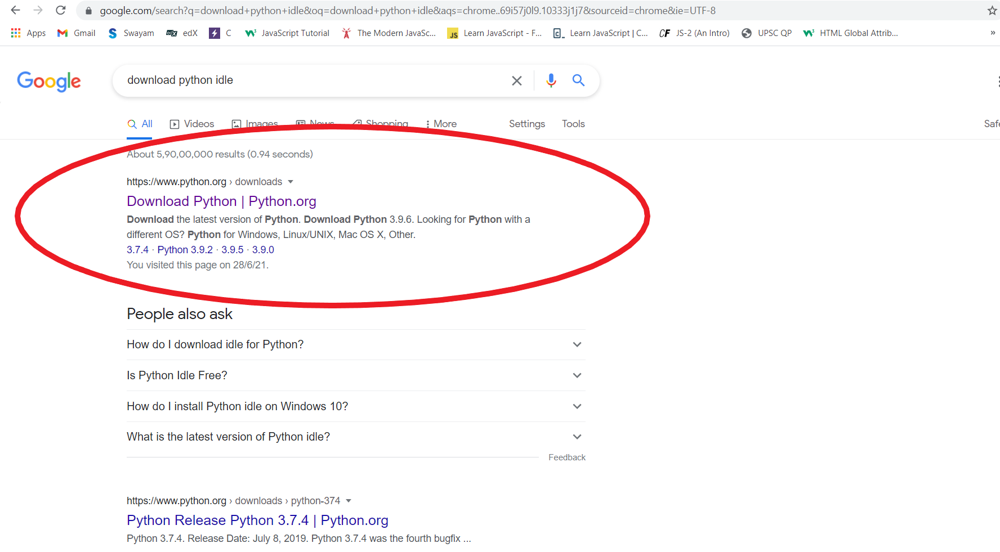 google.com/search?q=download+python+idle&oq=download+python+idle&aqs=chrome..69i57j0l9.10333j1j7&sourceid=chrome&ie=UTF-8
Apps Gmail Swayam edX C JavaScript Tutorial The Modern JavaSc... Learn JavaScript - F... Learn JavaScript | C... JS-2 (An Intro) UPSC QP HTML Global Attrib... »
Google download python idle
All Videos Images News Shopping More Settings Tools Safe
About 5,90,00,000 results (0.94 seconds)
https://www.python.org › downloads
Download Python | Python.org
Download the latest version of Python. Download Python 3.9.6. Looking for Python with a
different OS? Python for Windows, Linux/UNIX, Mac OS X, Other.
3.7.4 · Python 3.9.2 · 3.9.5 · 3.9.0
You visited this page on 28/6/21.
People also ask
How do I download idle for Python?
Is Python Idle Free?
How do I install Python idle on Windows 10?
What is the latest version of Python idle?
Feedback
https://www.python.org › downloads › python-374
Python Release Python 3.7.4 | Python.org
Python 3.7.4. Release Date: July 8, 2019. Python 3.7.4 was the fourth bugfix ...